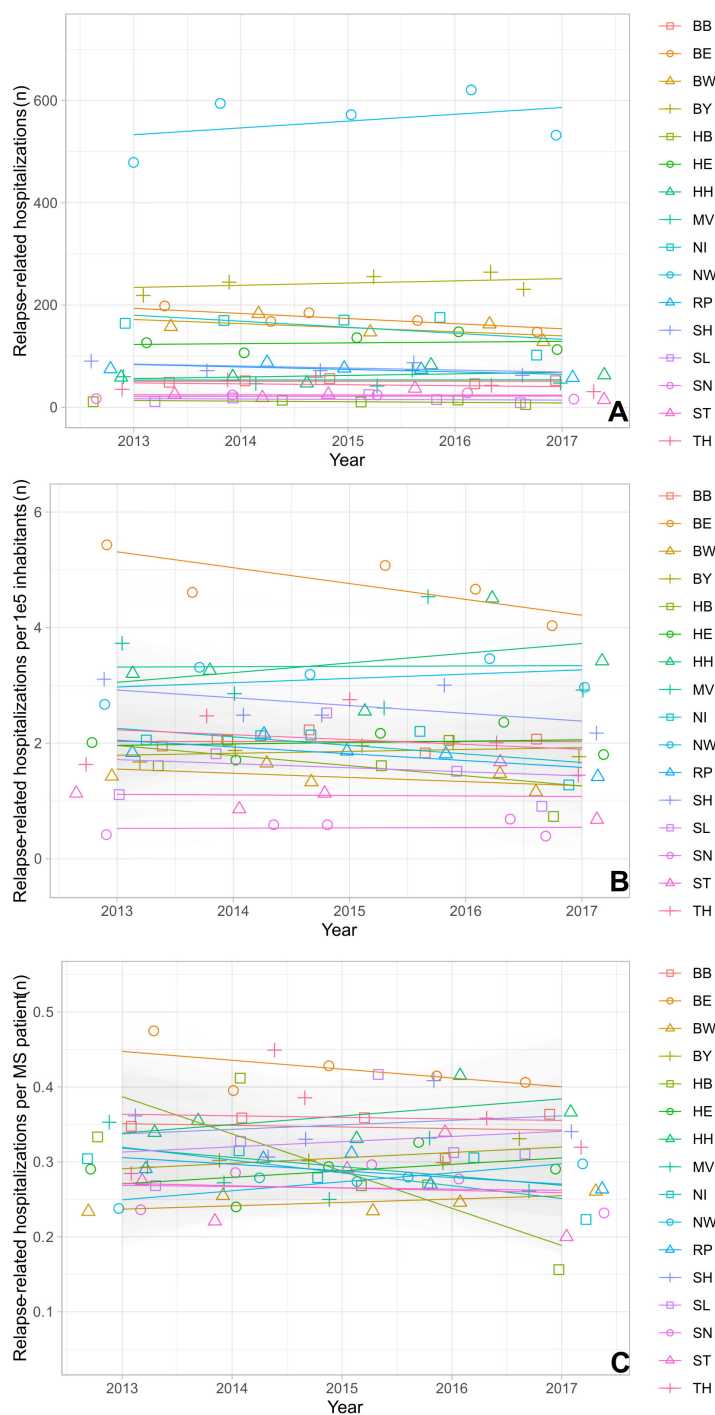 Relapse-related hospitalizations (n)
600
400
200
0
2013 2014 2015 2016 2017
Year
A
BB
BE
BW
BY
HB
HE
HH
MV
NI
NW
RP
SH
SL
SN
ST
TH
Relapse-related hospitalizations per 1e5 inhabitants (n)
6
4
2
0
2013 2014 2015 2016 2017
Year
B
BB
BE
BW
BY
HB
HE
HH
MV
NI
NW
RP
SH
SL
SN
ST
TH
Relapse-related hospitalizations per MS patient(n)
0.5
0.4
0.3
0.2
0.1
2013 2014 2015 2016 2017
Year
C
BB
BE
BW
BY
HB
HE
HH
MV
NI
NW
RP
SH
SL
SN
ST
TH